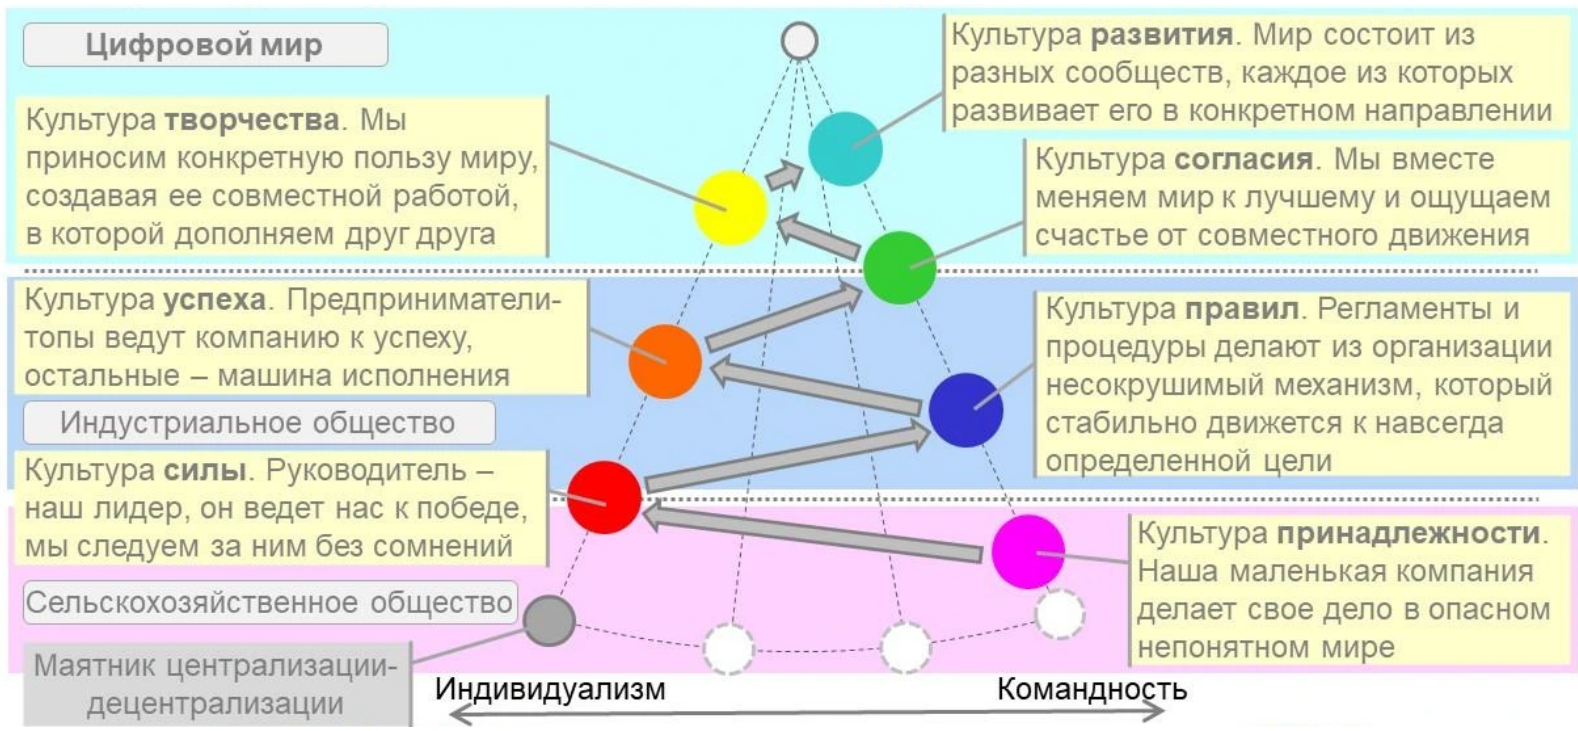 Цифровой мир
Культура развития. Мир состоит из
разных сообществ, каждое из которых
развивает его в конкретном направлении
Культура творчества. Мы
приносим конкретную пользу миру,
создавая ее совместной работой,
в которой дополняем друг друга
Культура согласия. Мы вместе
меняем мир к лучшему и ощущаем
счастье от совместного движения
Культура успеха. Предприниматели-
топы ведут компанию к успеху,
остальные – машина исполнения
Культура правил. Регламенты и
процедуры делают из организации
несокрушимый механизм, который
стабильно движется к навсегда
определенной цели
Индустриальное общество
Культура силы. Руководитель –
наш лидер, он ведет нас к победе,
мы следуем за ним без сомнений
Культура принадлежности.
Наша маленькая компания
делает свое дело в опасном
непонятном мире
Сельскохозяйственное общество
Маятник централизации-
децентрализации
Индивидуализм
Командность